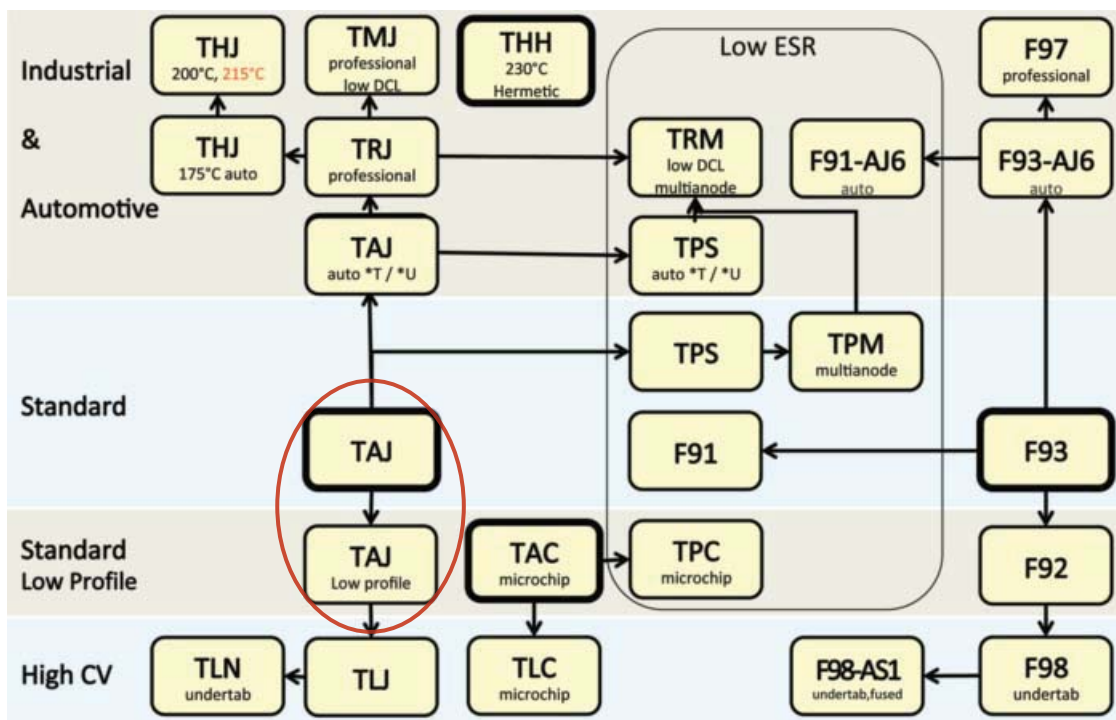 Industrial
&
Automotive
THJ
200°C, 215°C
TMJ
professional
low DCL
THH
230°C
Hermetic
Low ESR
F97
professional
THJ
175°C auto
TRJ
professional
TRM
low DCL
multianode
F91-AJ6
auto
F93-AJ6
auto
TAJ
auto *T / *U
TPS
auto *T / *U
Standard
TPS
TPM
multianode
TAJ
F91
F93
Standard
Low Profile
TAJ
Low profile
TAC
microchip
TPC
microchip
F92
High CV
TLN
undertab
TLJ
TLC
microchip
F98-AS1
undertab,fused
F98
undertab